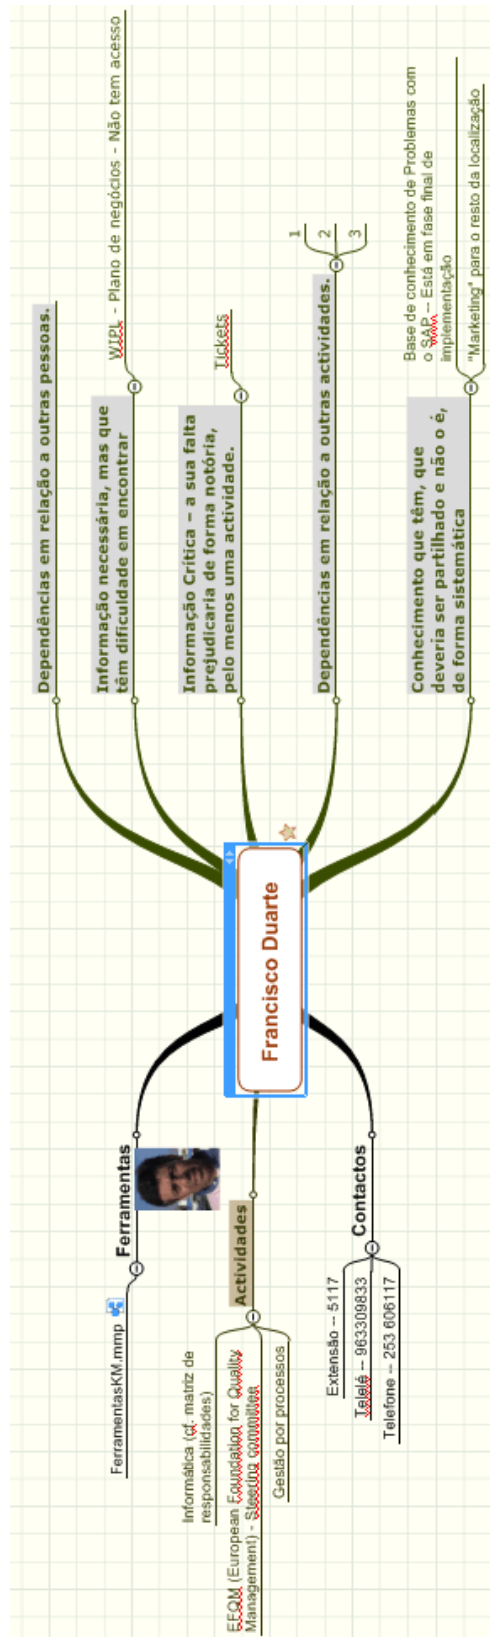 Francisco Duarte
Dependências em relação a outras pessoas.
Informação necessária, mas que
têm dificuldade em encontrar
WIPL - Plano de negócios - Não tem acesso
Informação Crítica – a sua falta
prejudicaria de forma notória,
pelo menos uma actividade.
Tickets
Dependências em relação a outras actividades.
1
2
3
Conhecimento que têm, que
deveria ser partilhado e não o é,
de forma sistemática
Base de conhecimento de Problemas com
o SAP – Está em fase final de
implementação
"Marketing" para o resto da localização
Ferramentas
FerramentasKM.mmp
Actividades
Informática (cf. matriz de
responsabilidades)
EFQM (European Foundation for Quality
Management) - Steering committee
Gestão por processos
Contactos
Extensão – 5117
Telelé – 963309833
Telefone – 253 606117